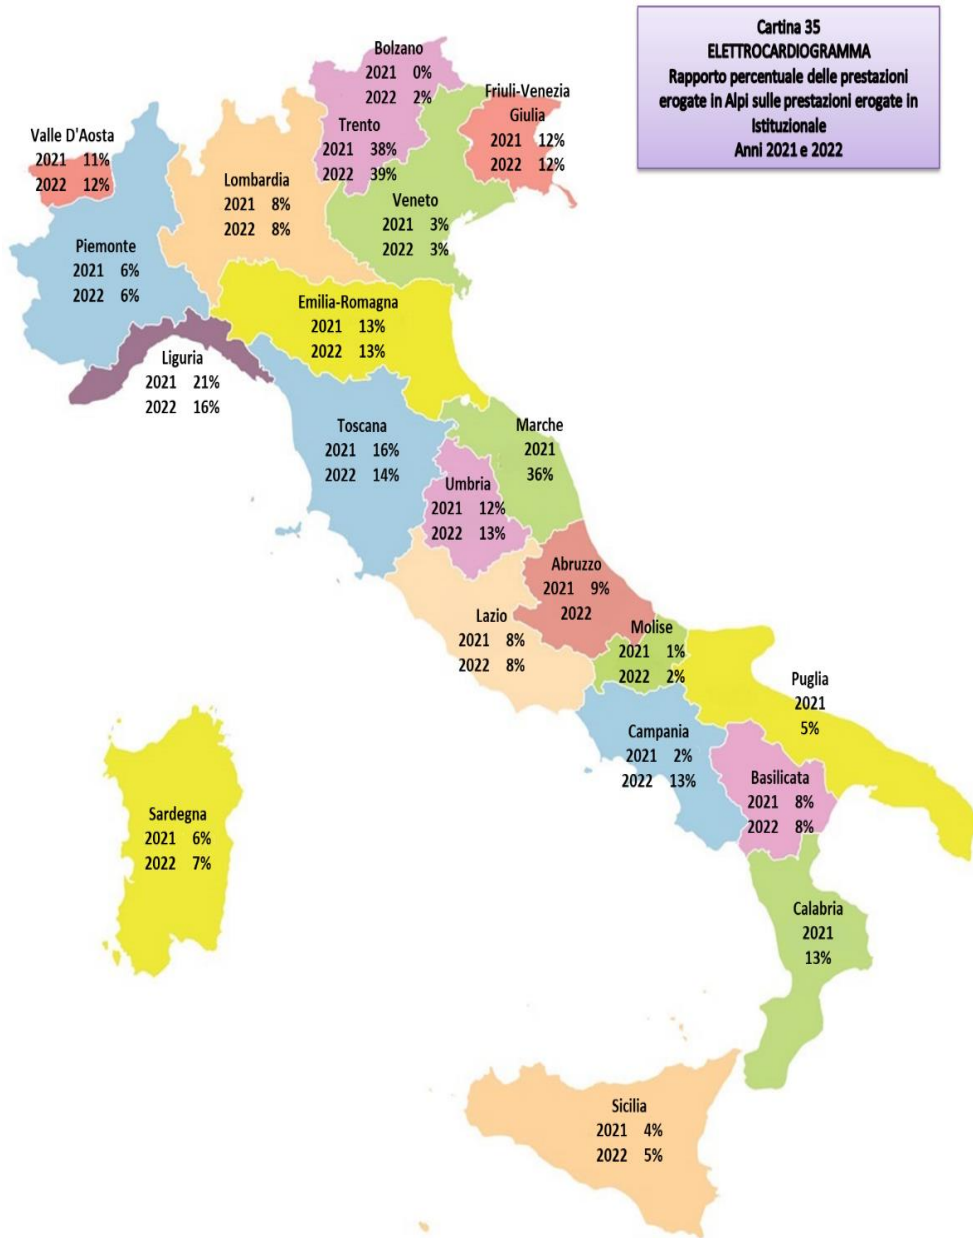 Cartina 35
ELETTROCARDIOGRAMMA
Rapporto percentuale delle prestazioni
erogate in Alpi sulle prestazioni erogate in
Istituzionale
Anni 2021 e 2022
Bolzano
2021 0%
2022 2%
Friuli-Venezia
Giulia
2021 12%
2022 12%
Trento
2021 38%
2022 39%
Valle D'Aosta
2021 11%
2022 12%
Lombardia
2021 8%
2022 8%
Veneto
2021 3%
2022 3%
Piemonte
2021 6%
2022 6%
Emilia-Romagna
2021 13%
2022 13%
Liguria
2021 21%
2022 16%
Toscana
2021 16%
2022 14%
Marche
2021
36%
Umbria
2021 12%
2022 13%
Abruzzo
2021 9%
2022
Lazio
2021 8%
2022 8%
Molise
2021 1%
2022 2%
Puglia
2021
5%
Campania
2021 2%
2022 13%
Basilicata
2021 8%
2022 8%
Sardegna
2021 6%
2022 7%
Calabria
2021
13%
Sicilia
2021 4%
2022 5%